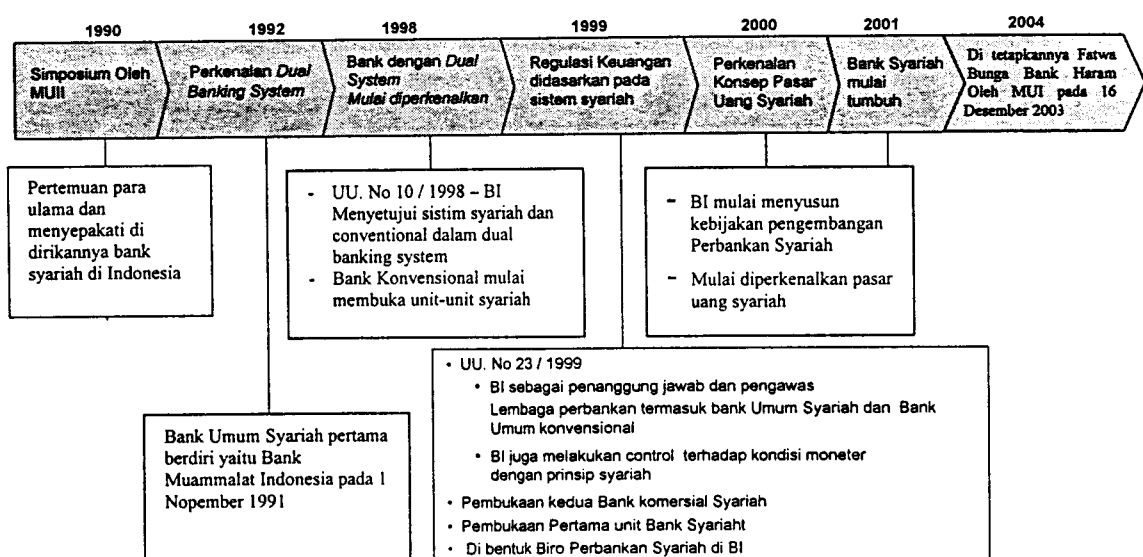 1990
1992
1998
1999
2000
2001
2004
Simposium Oleh
MUII
Perkenalan Dual
Banking System
Bank dengan Dual
System
Mulai diperkenalkan
Regulasi Keuangan
didasarkan pada
sistem syariah
Perkenalan
Konsep Pasar
Uang Syariah
Bank Syariah
mulai
tumbuh
Di tetapkannya Fatwa
Bunga Bank Haram
Oleh MUI pada 16
Desember 2003
Pertemuan para
ulama dan
menyepakati di
dirikannya bank
syariah di Indonesia
- UU. No 10 / 1998 – BI
Menyetujui sistim syariah dan
conventional dalam dual
banking system
- Bank Konvensional mulai
membuka unit-unit syariah
- BI mulai menyusun
kebijakan pengembangan
Perbankan Syariah
- Mulai diperkenalkan pasar
uang syariah
Bank Umum Syariah pertama
berdiri yaitu Bank
Muammalat Indonesia pada 1
Nopember 1991
• UU. No 23 / 1999
• BI sebagai penanggung jawab dan pengawas
Lembaga perbankan termasuk bank Umum Syariah dan Bank
Umum konvensional
• BI juga melakukan control terhadap kondisi moneter
dengan prinsip syariah
• Pembukaan kedua Bank komersial Syariah
• Pembukaan Pertama unit Bank Syariaht
• Di bentuk Biro Perbankan Syariah di BI